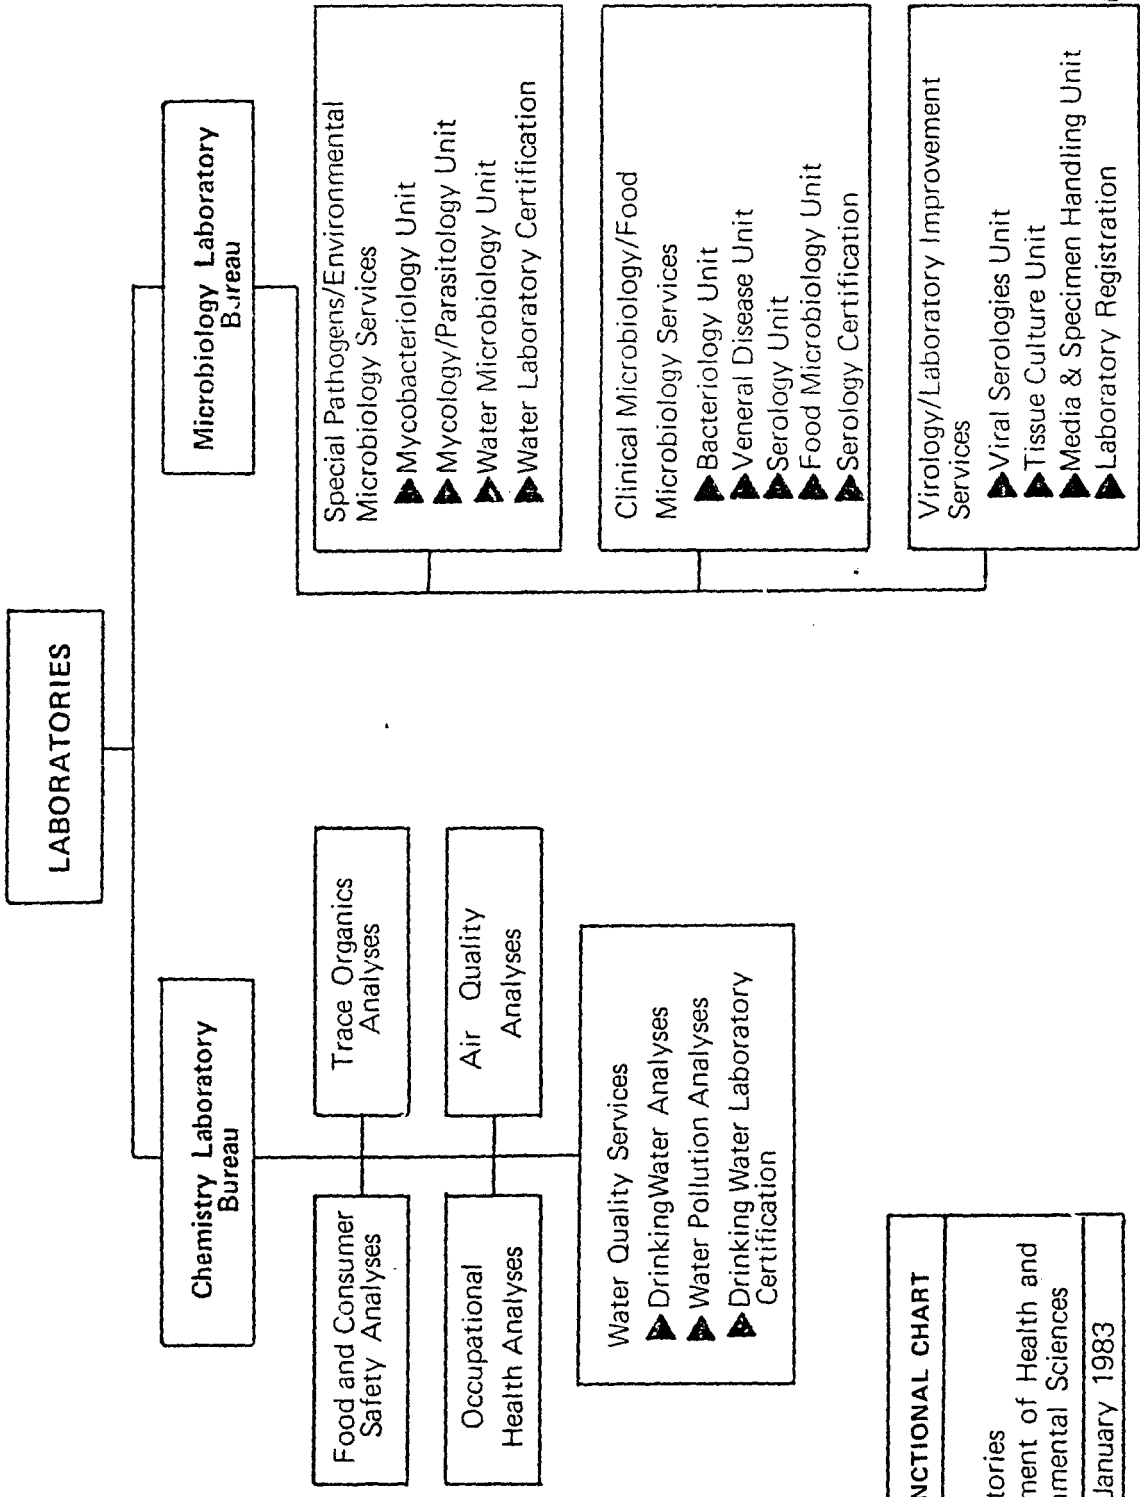 LABORATORIES
Chemistry Laboratory
Bureau
Food and Consumer
Safety Analyses
Trace Organics
Analyses
Occupational
Health Analyses
Air Quality
Analyses
Water Quality Services
▲DrinkingWater Analyses
▲Water Pollution Analyses
▲Drinking Water Laboratory
Certification
Microbiology Laboratory
Bureau
Special Pathogens/Environmental
Microbiology Services
▲Mycobacteriology Unit
▲Mycology/Parasitology Unit
▲Water Microbiology Unit
▲Water Laboratory Certification
Clinical Microbiology/Food
Microbiology Services
▲Bacteriology Unit
▲Veneral Disease Unit
▲Serology Unit
▲Food Microbiology Unit
▲Serology Certification
Virology/Laboratory Improvement
Services
▲Viral Serologies Unit
▲Tissue Culture Unit
▲Media & Specimen Handling Unit
▲Laboratory Registration
NCTIONAL CHART
tories
ment of Health and
mental Sciences
January 1983